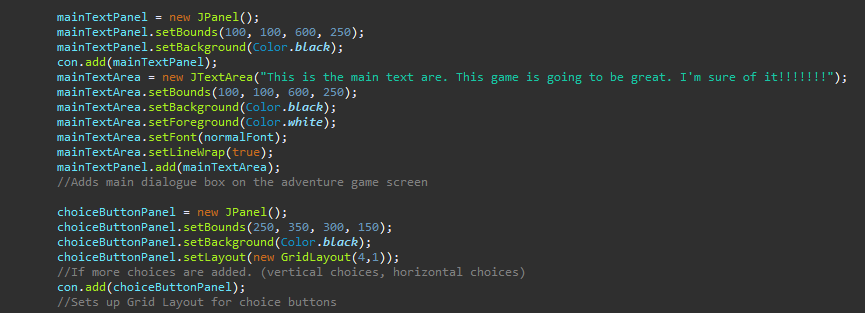 mainTextPanel = new JPanel();
mainTextPanel.setBounds(100, 100, 600, 250);
mainTextPanel.setBackground(Color.black);
con.add(mainTextPanel);
mainTextArea = new JTextArea("This is the main text are. This game is going to be great. I'm sure of it!!!!!!!");
mainTextArea.setBounds(100, 100, 600, 250);
mainTextArea.setBackground(Color.black);
mainTextArea.setForeground(Color.white);
mainTextArea.setFont(normalFont);
mainTextArea.setLineWrap(true);
mainTextPanel.add(mainTextArea);
//Adds main dialogue box on the adventure game screen

choiceButtonPanel = new JPanel();
choiceButtonPanel.setBounds(250, 350, 300, 150);
choiceButtonPanel.setBackground(Color.black);
choiceButtonPanel.setLayout(new GridLayout(4,1));
//If more choices are added. (vertical choices, horizontal choices)
con.add(choiceButtonPanel);
//Sets up Grid Layout for choice buttons